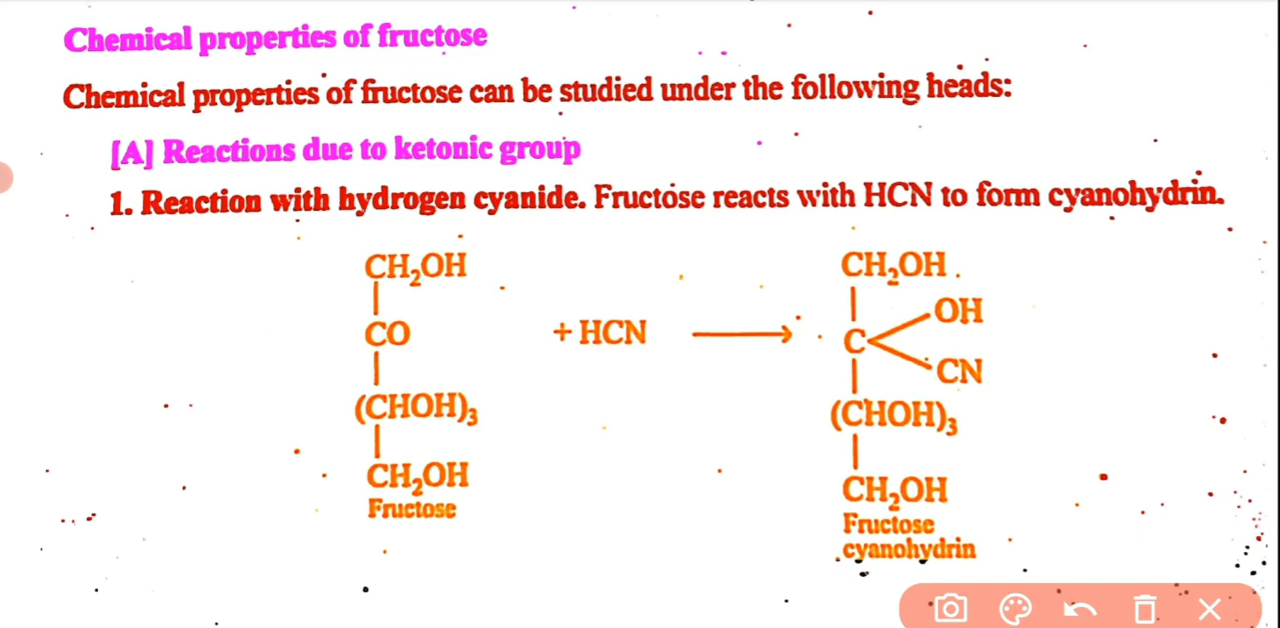 Chemical properties of fructose
Chemical properties of fructose can be studied under the following heads:
[A] Reactions due to ketonic group
1. Reaction with hydrogen cyanide. Fructose reacts with HCN to form cyanohydrin.
CH₂OH
CO
(CHOH)₃
CH₂OH
Fructose
+ HCN
CH₂OH
C
OH
CN
(CHOH)₃
CH₂OH
Fructose
cyanohydrin